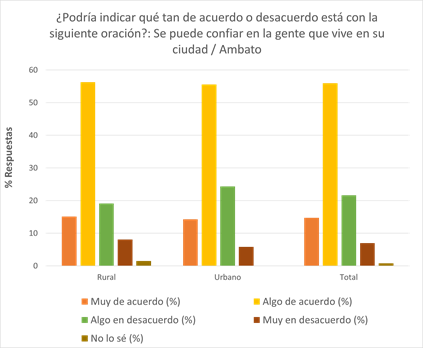 ¿Podría indicar qué tan de acuerdo o desacuerdo está con la
siguiente oración?: Se puede confiar en la gente que vive en su
ciudad / Ambato
60
50
40
30
20
10
0
% Respuestas
Rural
Urbano
Total
Muy de acuerdo (%)
Algo de acuerdo (%)
Algo en desacuerdo (%)
Muy en desacuerdo (%)
No lo sé (%)